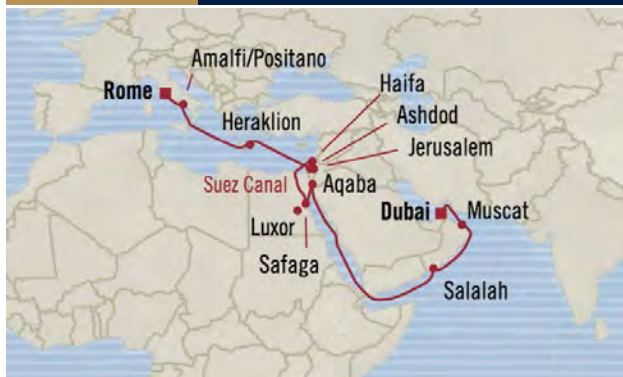 Amalfi/Positano
Rome
Haifa
Heraklion
Ashdod
Jerusalem
Suez Canal
Aqaba
Dubai
Muscat
Luxor
Safaga
Salalah